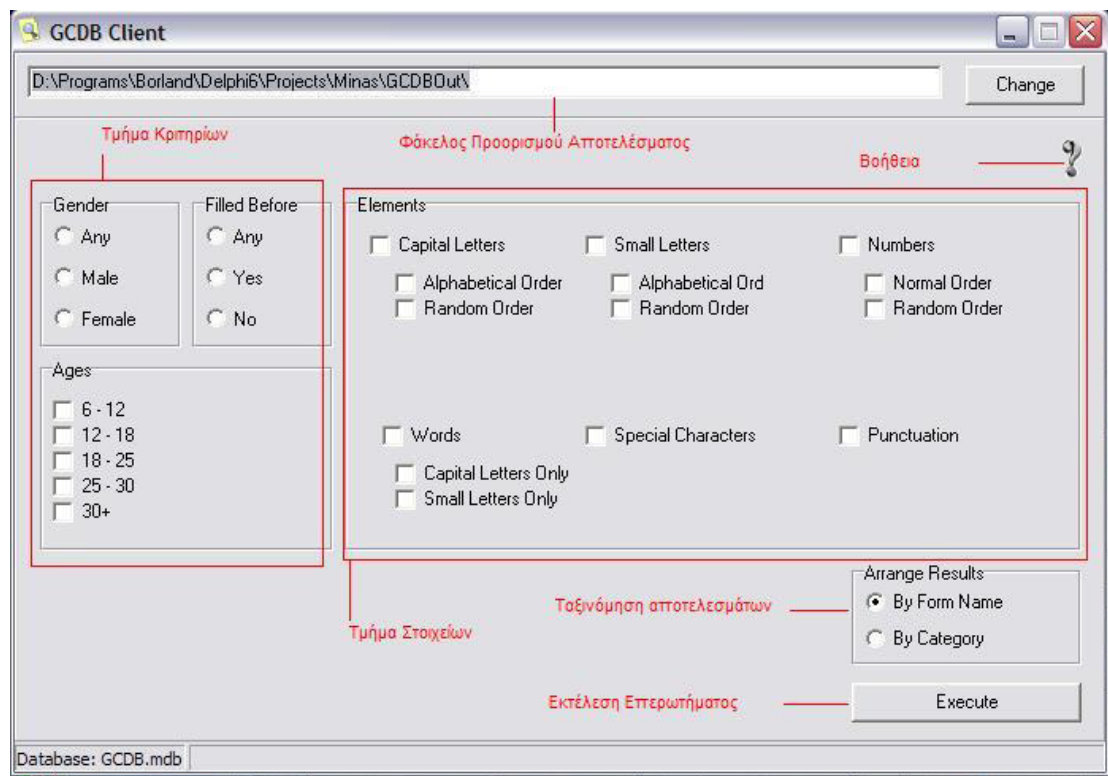 GCDB Client
D:\Programs\Borland\Delphi6\Projects\Minas\GCDBOut\
Change
Τμήμα Κριτηρίων
Φάκελος Προορισμού Αποτελέσματος
Βοήθεια
Gender
Any
Male
Female
Filled Before
Any
Yes
No
Ages
6 - 12
12 - 18
18 - 25
25 - 30
30+
Elements
Capital Letters
Alphabetical Order
Random Order
Small Letters
Alphabetical Ord
Random Order
Numbers
Normal Order
Random Order
Words
Capital Letters Only
Small Letters Only
Special Characters
Punctuation
Τμήμα Στοιχείων
Ταξινόμηση αποτελεσμάτων
Arrange Results
By Form Name
By Category
Εκτέλεση Επερωτήματος
Execute
Database: GCDB.mdb